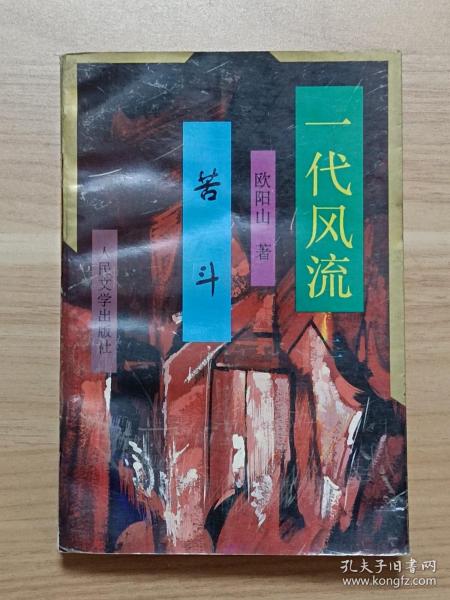 一代风流
欧阳山 著
苦斗
人民文学出版社
孔夫子旧书网
www.kongfz.com